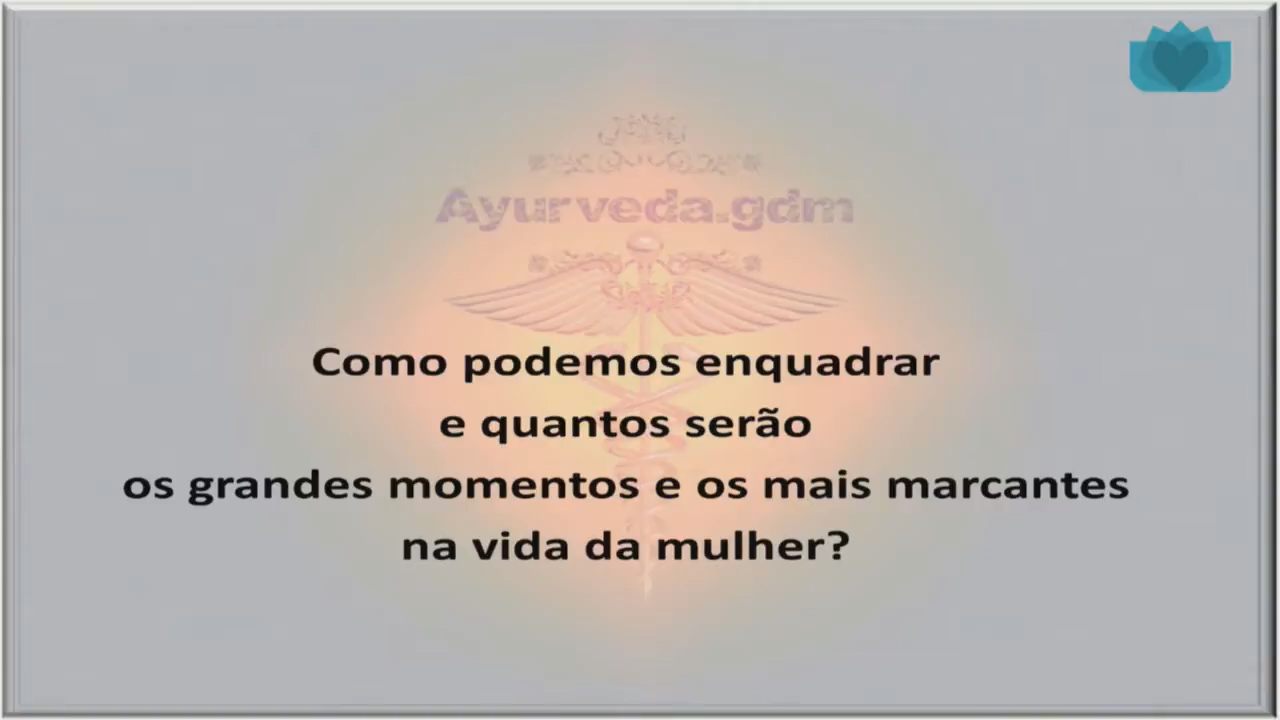 Ayurveda.gdm
Como podemos enquadrar
e quantos serão
os grandes momentos e os mais marcantes
na vida da mulher?